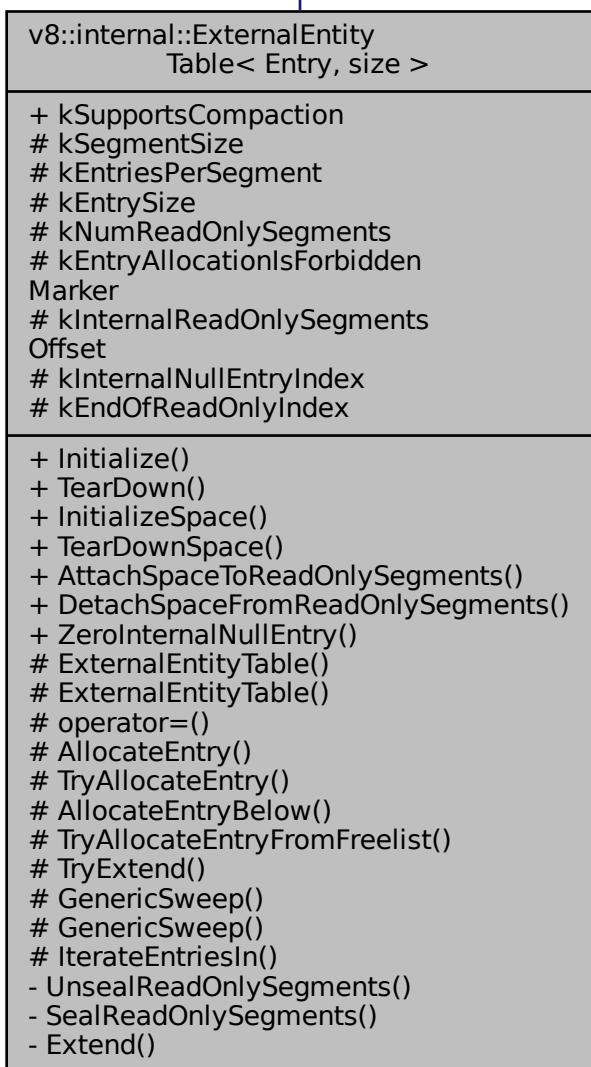 v8::internal::ExternalEntity
Table< Entry, size >
+ kSupportsCompaction
# kSegmentSize
# kEntriesPerSegment
# kEntrySize
# kNumReadOnlySegments
# kEntryAllocationIsForbidden
Marker
# kInternalReadOnlySegments
Offset
# kInternalNullEntryIndex
# kEndOfReadOnlyIndex
+ Initialize()
+ TearDown()
+ InitializeSpace()
+ TearDownSpace()
+ AttachSpaceToReadOnlySegments()
+ DetachSpaceFromReadOnlySegments()
+ ZeroInternalNullEntry()
# ExternalEntityTable()
# ExternalEntityTable()
# operator=()
# AllocateEntry()
# TryAllocateEntry()
# AllocateEntryBelow()
# TryAllocateEntryFromFreelist()
# TryExtend()
# GenericSweep()
# GenericSweep()
# IterateEntriesIn()
- UnsealReadOnlySegments()
- SealReadOnlySegments()
- Extend()